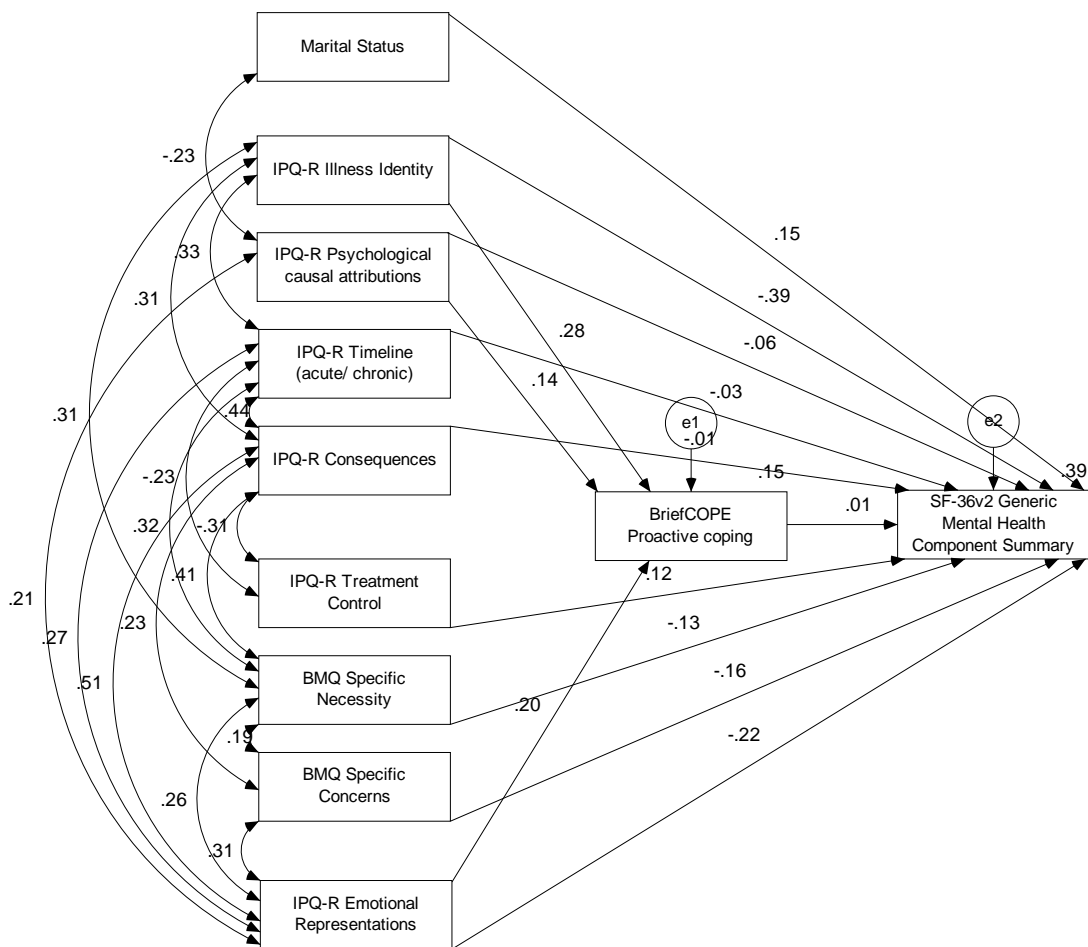 Marital Status
-.23
IPQ-R Illness Identity
.15
.33
IPQ-R Psychological
causal attributions
-.39
.31
.28
-.06
IPQ-R Timeline
(acute/ chronic)
.14
-.03
.31
.44
e1
e2
-.01
IPQ-R Consequences
.15
.39
-.23
BriefCOPE
Proactive coping
.01
SF-36v2 Generic
Mental Health
Component Summary
.32
-.31
.41
IPQ-R Treatment
Control
.12
.21
.23
-.13
.27
-.16
.51
BMQ Specific
Necessity
.20
.19
-.22
BMQ Specific
Concerns
.26
.31
IPQ-R Emotional
Representations